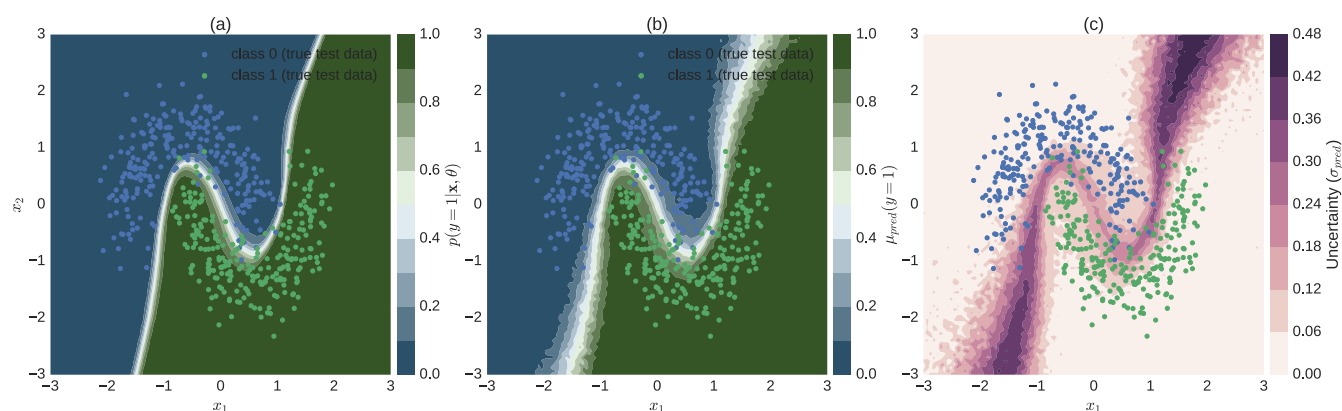 (a)
class 0 (true test data)
class 1 (true test data)
3
2
1
0
−1
−2
−3
x₂
−3 −2 −1 0 1 2 3
x₁
1.0
0.8
0.6
0.4
0.2
0.0
p(y = 1|x, θ)
(b)
class 0 (true test data)
class 1 (true test data)
3
2
1
0
−1
−2
−3
−3 −2 −1 0 1 2 3
x₁
1.0
0.8
0.6
0.4
0.2
0.0
μ_pred(y = 1)
(c)
3
2
1
0
−1
−2
−3
−3 −2 −1 0 1 2 3
x₁
0.48
0.42
0.36
0.30
0.24
0.18
0.12
0.06
0.00
Uncertainty (σ_pred)